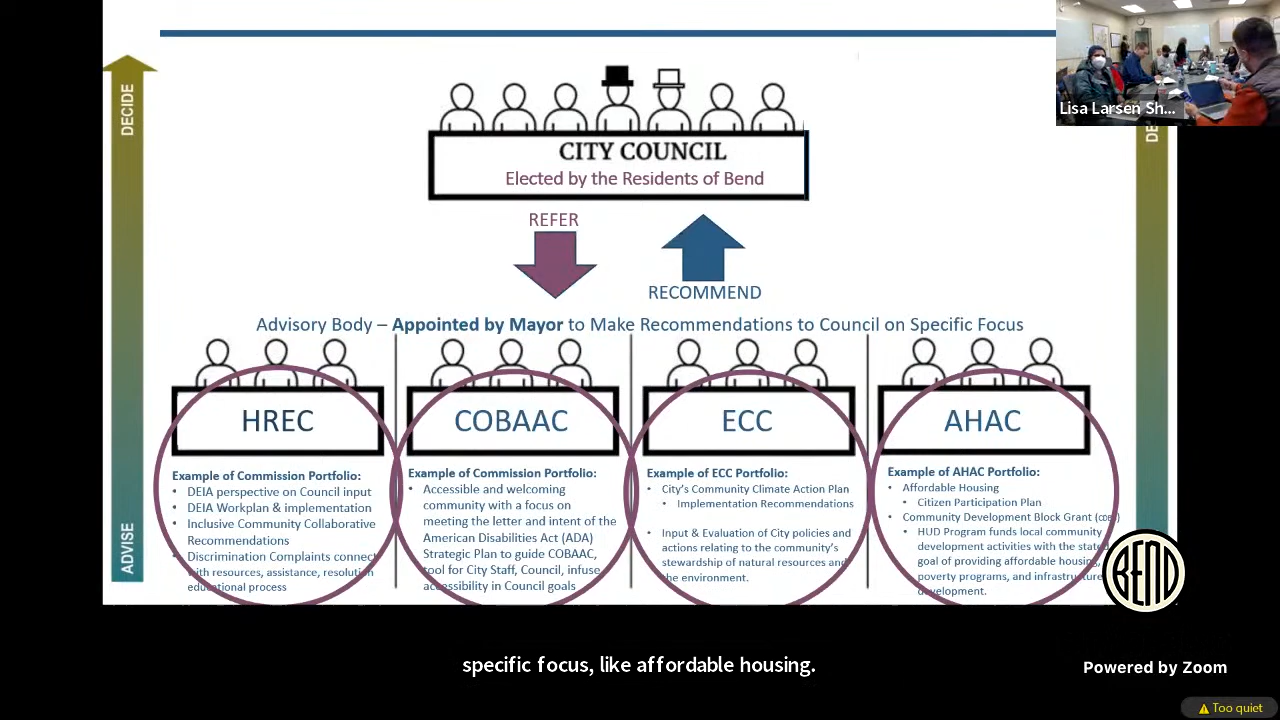 DECIDE
Lisa Larsen Sh...
DE
CITY COUNCIL
Elected by the Residents of Bend
REFER
RECOMMEND
Advisory Body – Appointed by Mayor to Make Recommendations to Council on Specific Focus
HREC
COBAAC
ECC
AHAC
Example of Commission Portfolio:
• DEIA perspective on Council input
• DEIA Workplan & implementation
• Inclusive Community Collaborative
Recommendations
• Discrimination Complaints connect
with resources, assistance, resolution
educational process
Example of Commission Portfolio:
• Accessible and welcoming
community with a focus on
meeting the letter and intent of the
American Disabilities Act (ADA)
Strategic Plan to guide COBAAC,
tool for City Staff, Council, infuse
accessibility in Council goals
Example of ECC Portfolio:
• City's Community Climate Action Plan
• Implementation Recommendations
• Input & Evaluation of City policies and
actions relating to the community's
stewardship of natural resources and
the environment.
Example of AHAC Portfolio:
• Affordable Housing
• Citizen Participation Plan
• Community Development Block Grant
• HUD Program funds local community
development activities with the stated
goal of providing affordable housing,
poverty programs, and infrastructure
development.
ADVISE
BEND
specific focus, like affordable housing.
Powered by Zoom
Too quiet